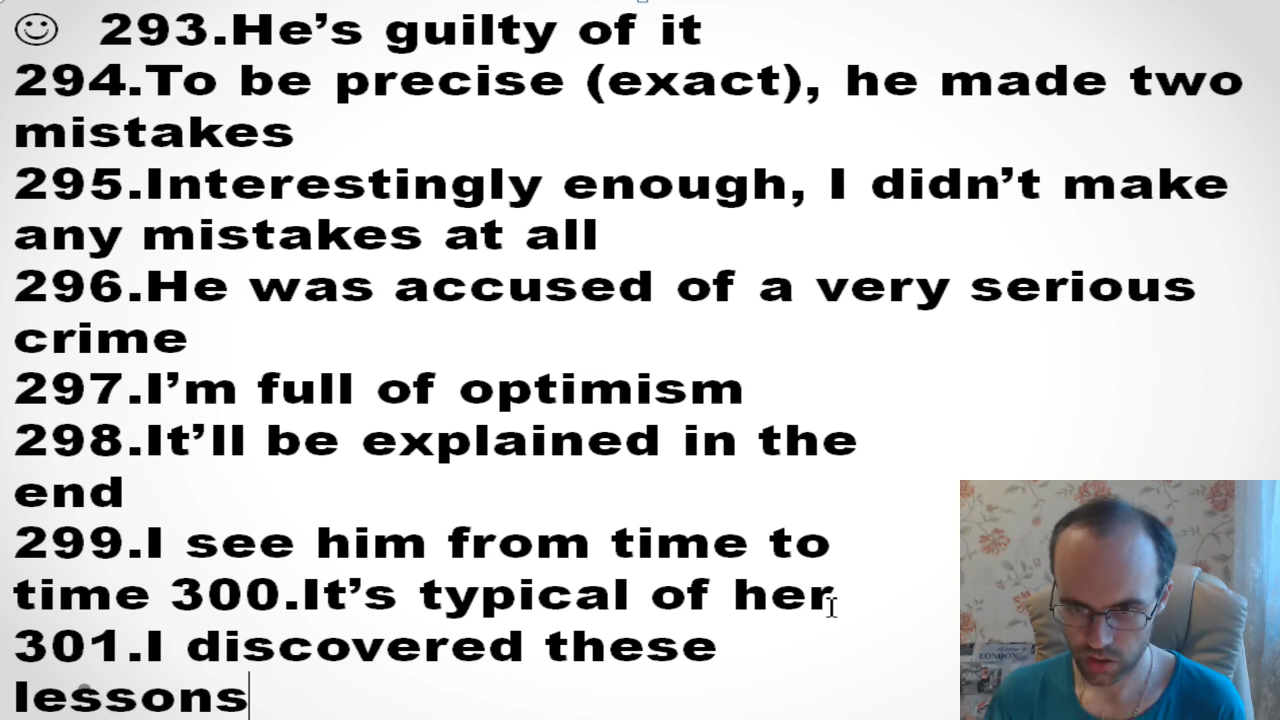 ☺ 293.He’s guilty of it
294.To be precise (exact), he made two
mistakes
295.Interestingly enough, I didn’t make
any mistakes at all
296.He was accused of a very serious
crime
297.I’m full of optimism
298.It’ll be explained in the
end
299.I see him from time to
time 300.It’s typical of her
301.I discovered these
lessons
LONDON